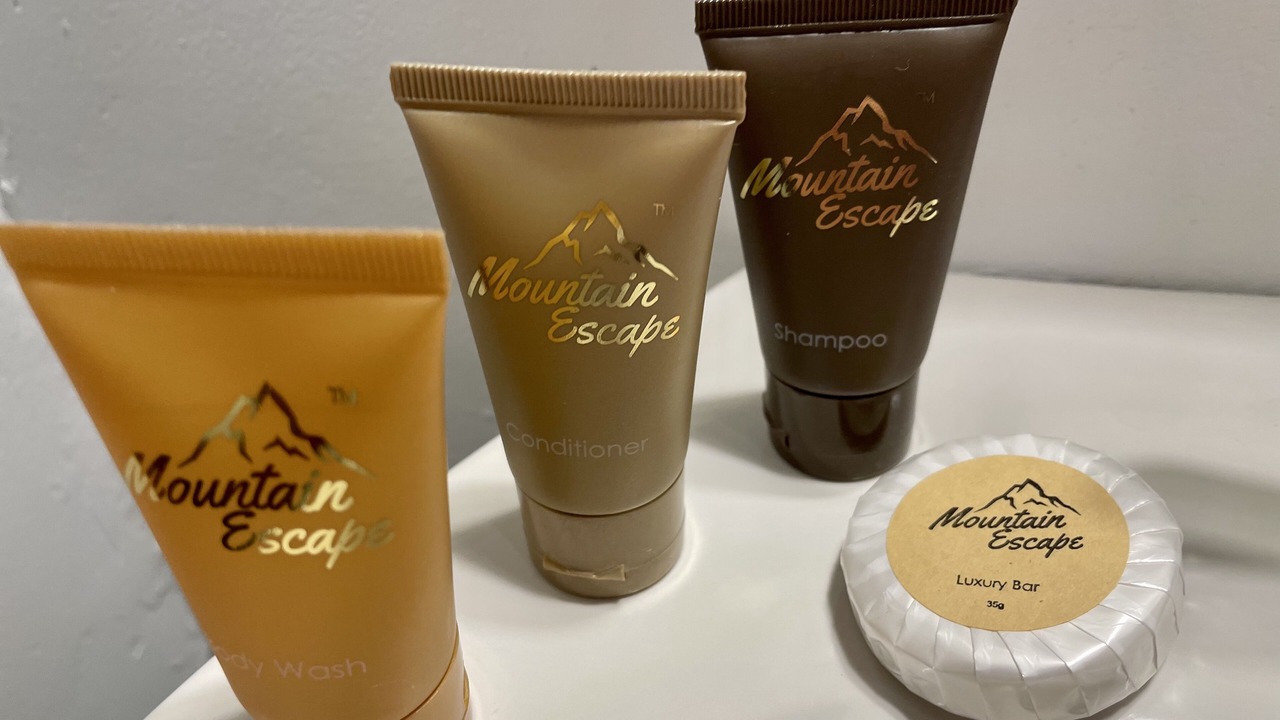 TM
Mountain
Escape
Body Wash
TM
Mountain
Escape
Conditioner
TM
Mountain
Escape
Shampoo
Mountain
Escape
Luxury Bar
35g